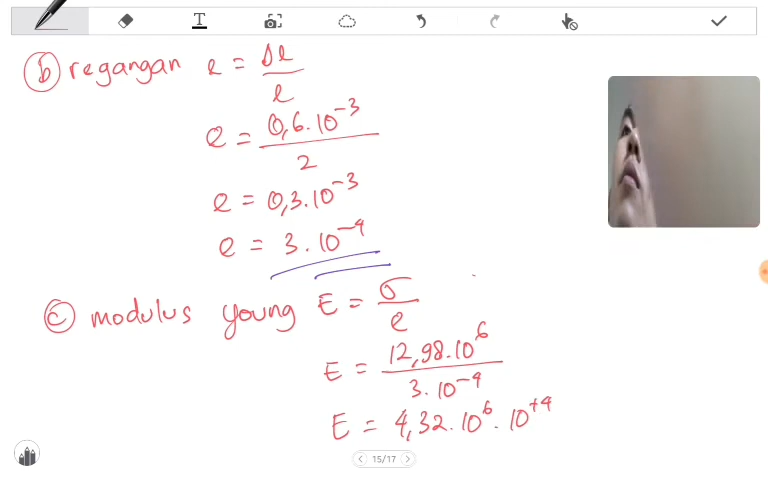 T
b regangan e = Δl / l
e = 0,6.10⁻³ / 2
e = 0,3.10⁻³
e = 3.10⁻⁴
c modulus young E = σ / e
E = 12,98.10⁶ / 3.10⁻⁴
E = 4,32.10⁶.10⁺⁴
15/17